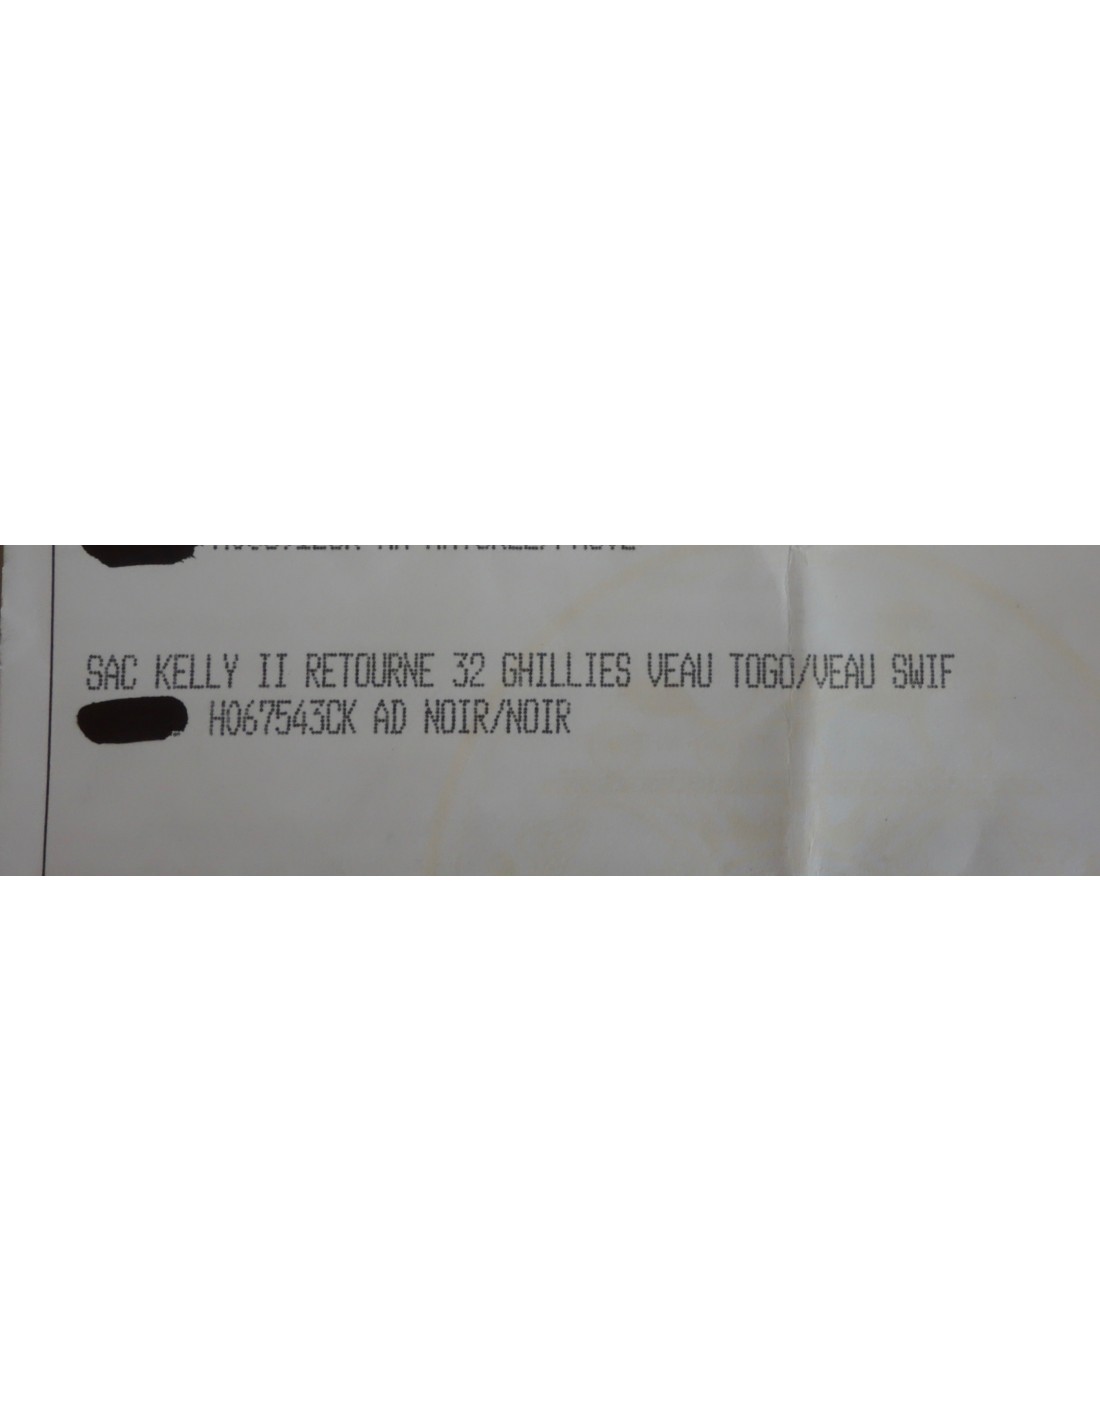 SAC KELLY II RETOURNE 32 GHILLIES VEAU TOGO/VEAU SWIF
H067543CK AD NOIR/NOIR